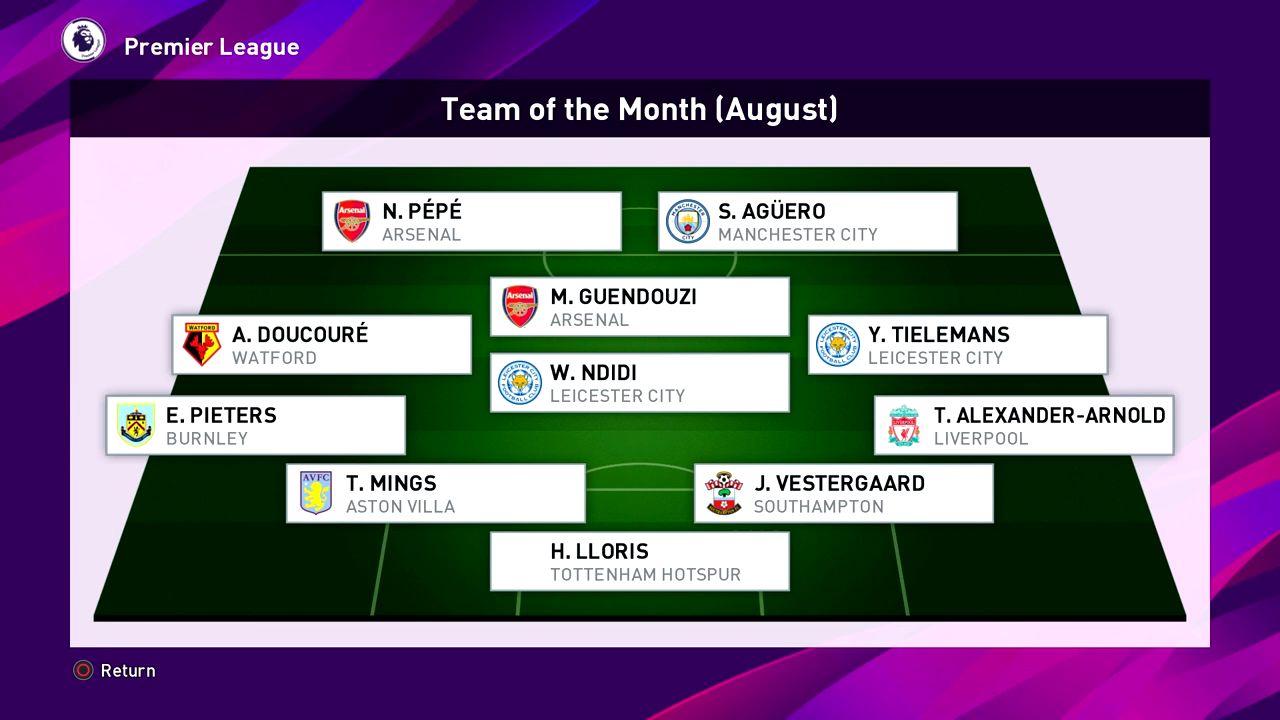 Premier League
Team of the Month (August)
N. PÉPÉ
ARSENAL
S. AGÜERO
MANCHESTER CITY
M. GUENDOUZI
ARSENAL
A. DOUCOURÉ
WATFORD
Y. TIELEMANS
LEICESTER CITY
W. NDIDI
LEICESTER CITY
E. PIETERS
BURNLEY
T. ALEXANDER-ARNOLD
LIVERPOOL
T. MINGS
ASTON VILLA
J. VESTERGAARD
SOUTHAMPTON
H. LLORIS
TOTTENHAM HOTSPUR
Return